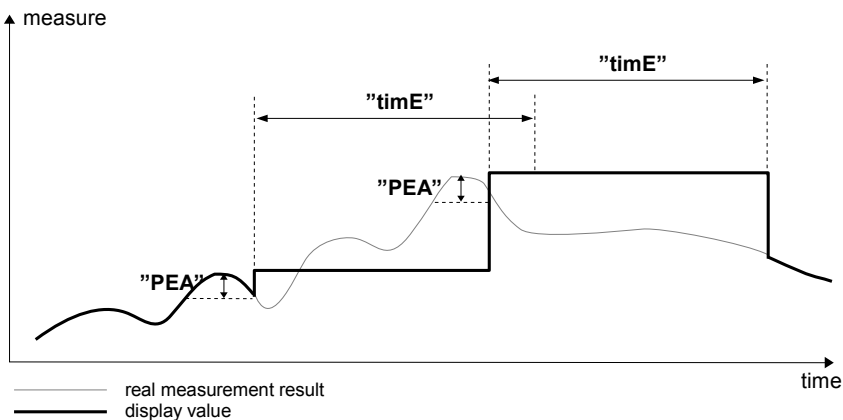 measure
”timE”
”timE”
”PEA”
”PEA”
time
real measurement result
display value